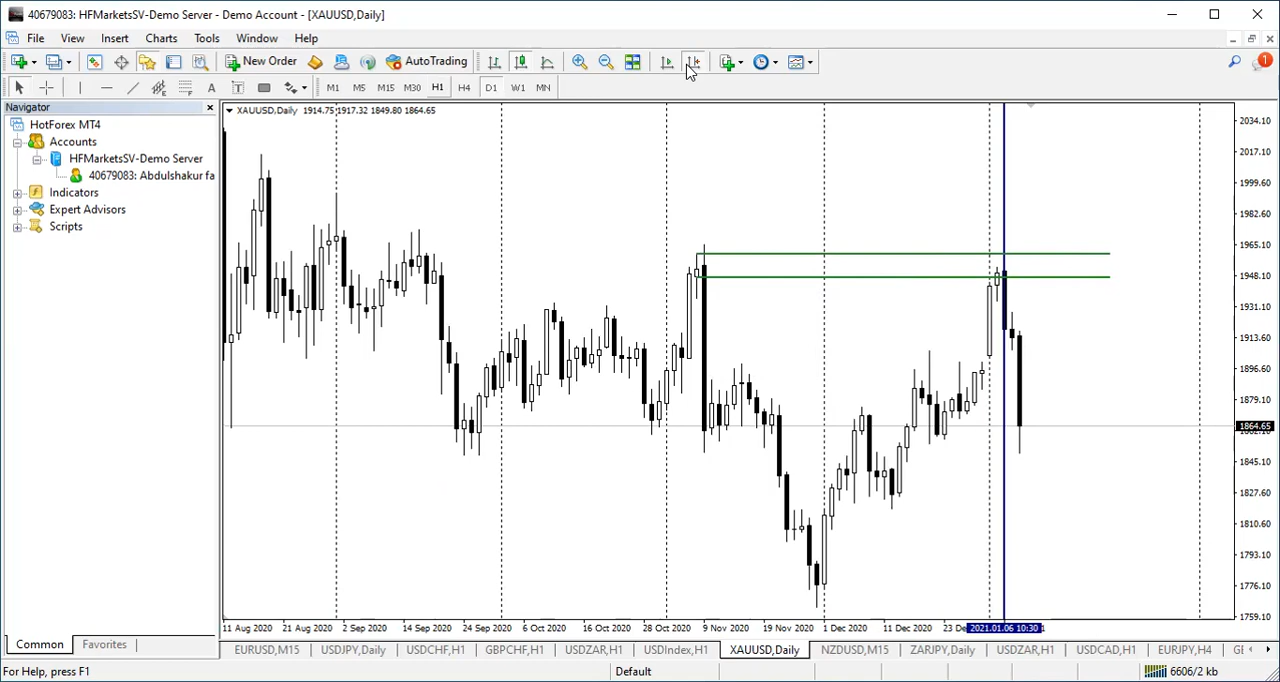 40679083: HFMarketsSV-Demo Server - Demo Account - [XAUUSD,Daily]
File View Insert Charts Tools Window Help
New Order AutoTrading 1
A T M1 M5 M15 M30 H1 H4 D1 W1 MN
Navigator
HotForex MT4
Accounts
HFMarketsSV-Demo Server
40679083: Abdulshakur fa
Indicators
Expert Advisors
Scripts
Common Favorites
XAUUSD,Daily 1914.75 1917.32 1849.80 1864.65
2034.10
2017.10
1999.60
1982.60
1965.10
1948.10
1931.10
1913.60
1896.60
1879.10
1864.65
1845.10
1827.60
1810.60
1793.10
1776.10
1759.10
11 Aug 2020 21 Aug 2020 2 Sep 2020 14 Sep 2020 24 Sep 2020 6 Oct 2020 16 Oct 2020 28 Oct 2020 9 Nov 2020 19 Nov 2020 1 Dec 2020 11 Dec 2020 23 De 2021.01.06 10:30
EURUSD,M15 USDJPY,Daily USDCHF,H1 GBPCHF,H1 USDZAR,H1 USDIndex,H1 XAUUSD,Daily NZDUSD,M15 ZARJPY,Daily USDZAR,H1 USDCAD,H1 EURJPY,H4
For Help, press F1 Default 6606/2 kb